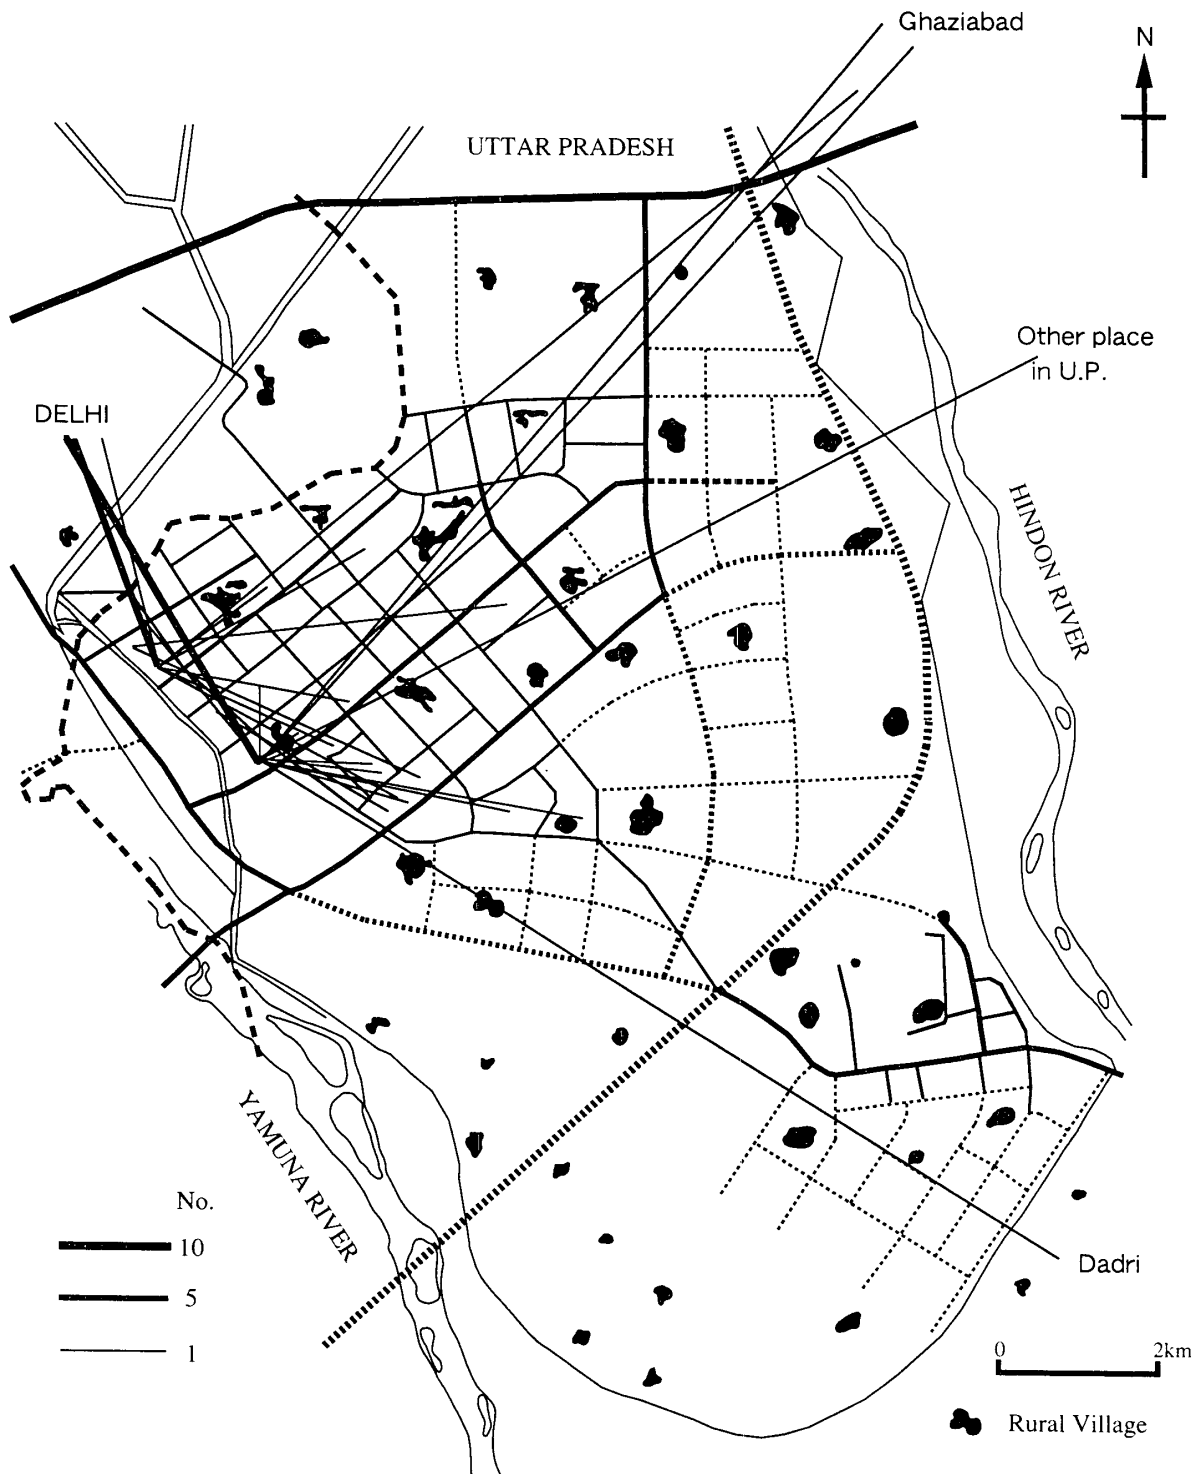 Ghaziabad
N
UTTAR PRADESH
Other place
in U.P.
DELHI
HINDON RIVER
YAMUNA RIVER
No.
10
5
1
Dadri
0 2km
Rural Village